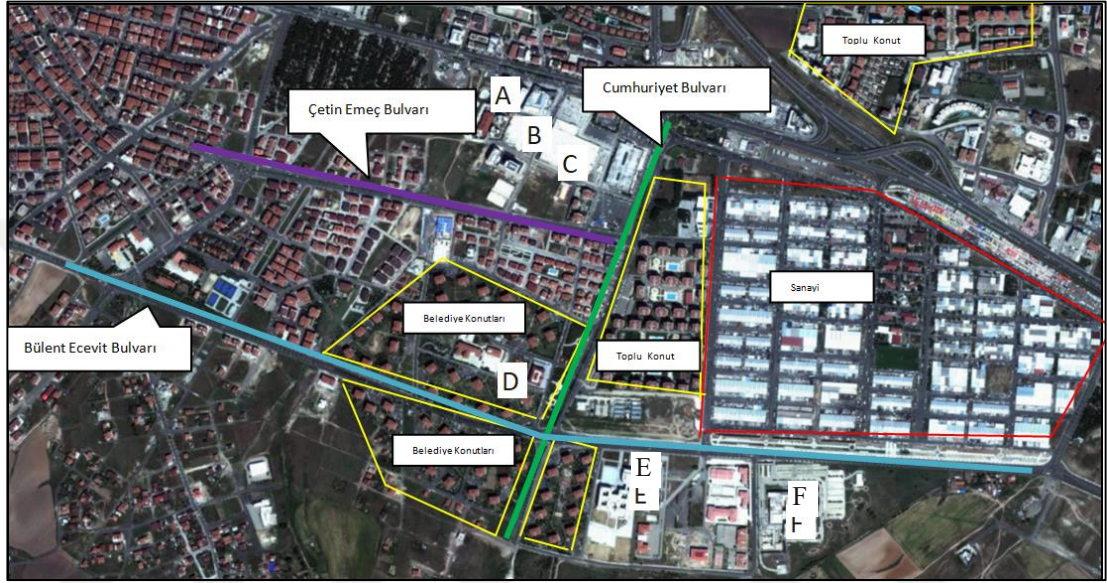 Toplu Konut
Cumhuriyet Bulvarı
A
Çetin Emeç Bulvarı
B
C
Sanayi
Belediye Konutları
Bülent Ecevit Bulvarı
Toplu Konut
D
Belediye Konutları
E
E
F
F